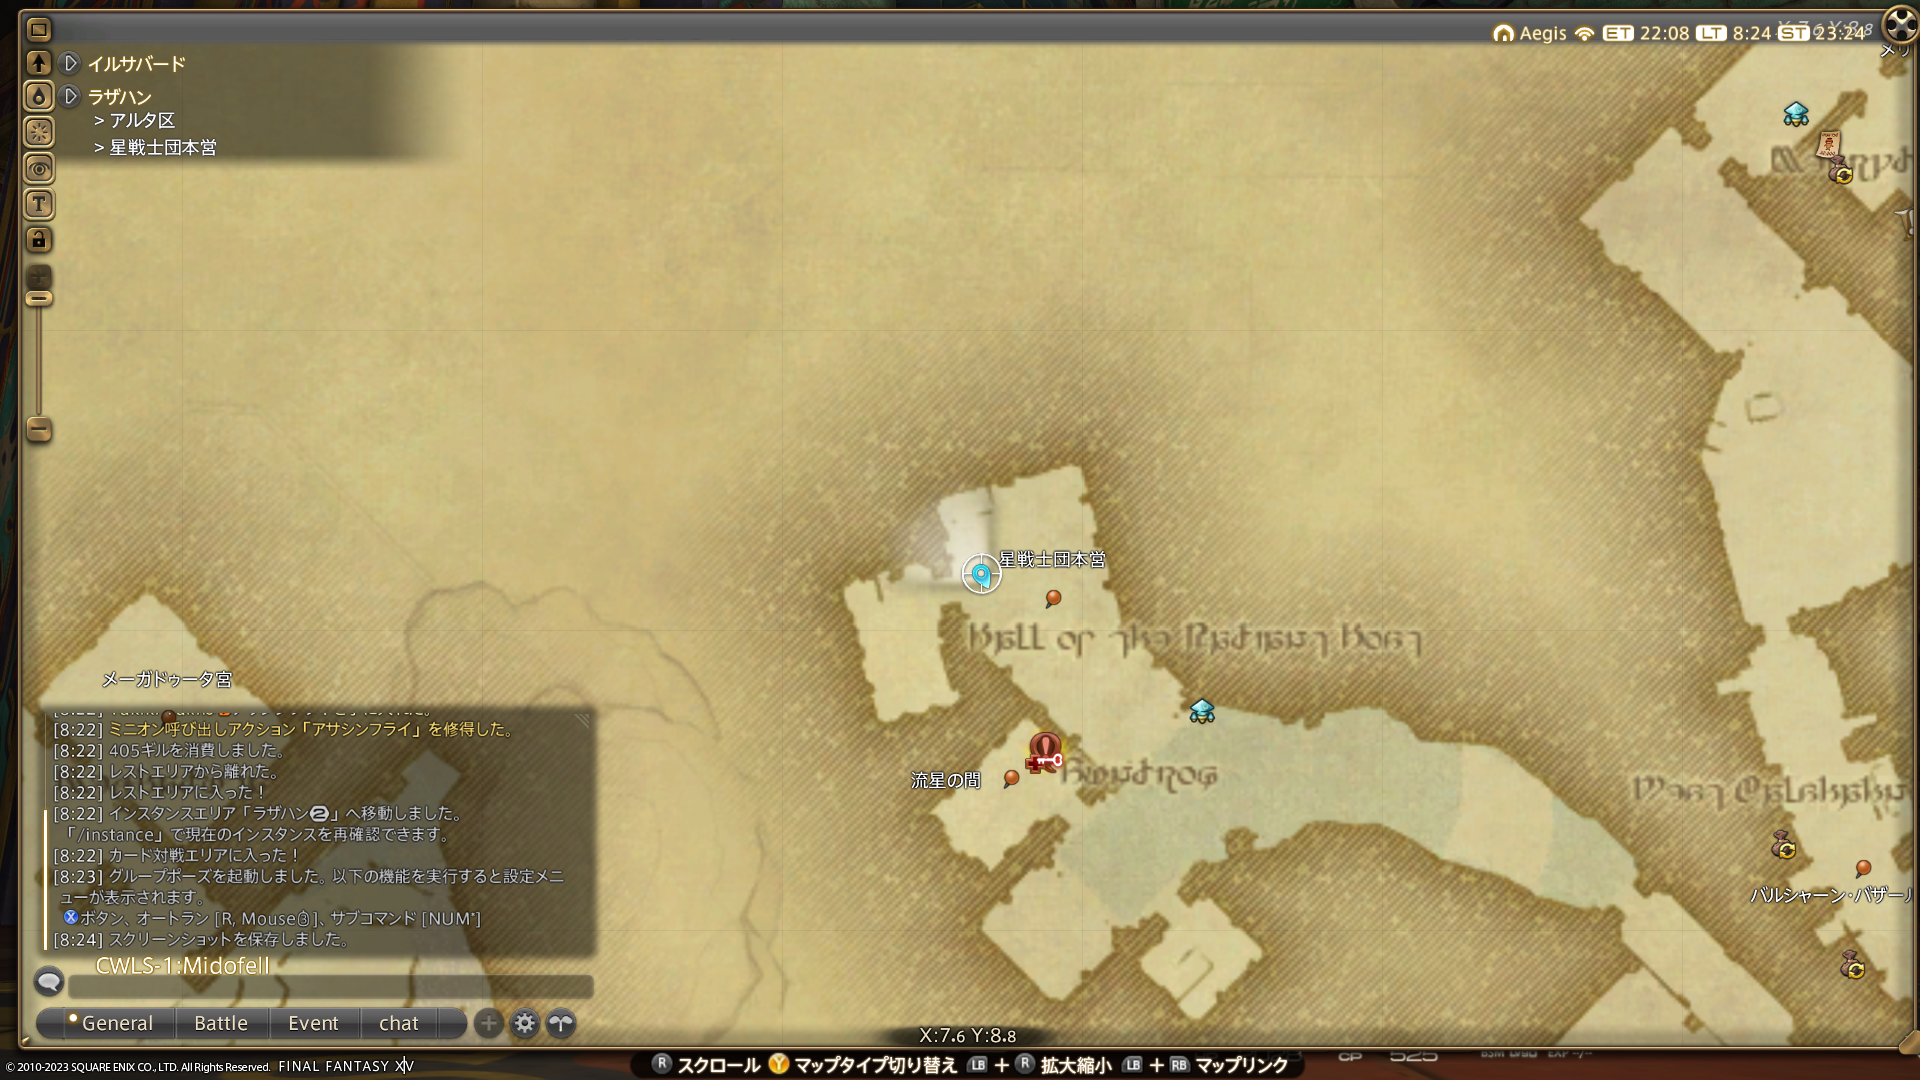 Aegis ET 22:08 LT 8:24 ST 23:24
イルサバード
ラザハン
> アルタ区
> 星戦士団本営
星戦士団本営
メーガドゥータ宮
流星の間
バルシャーン・バザール
[8:22] ミニオン呼び出しアクション「アサシンフライ」を修得した。
[8:22] 405ギルを消費しました。
[8:22] レストエリアから離れた。
[8:22] レストエリアに入った！
[8:22] インスタンスエリア「ラザハン2」へ移動しました。
「/instance」で現在のインスタンスを再確認できます。
[8:22] カード対戦エリアに入った！
[8:23] グループポーズを起動しました。以下の機能を実行すると設定メニ
ューが表示されます。
Xボタン、オートラン [R, Mouse3]、サブコマンド [NUM*]
[8:24] スクリーンショットを保存しました。
CWLS-1:Midofell
General Battle Event chat
X:7.6 Y:8.8
R スクロール Y マップタイプ切り替え LB + R 拡大縮小 LB + RB マップリンク
© 2010-2023 SQUARE ENIX CO., LTD. All Rights Reserved. FINAL FANTASY XIV